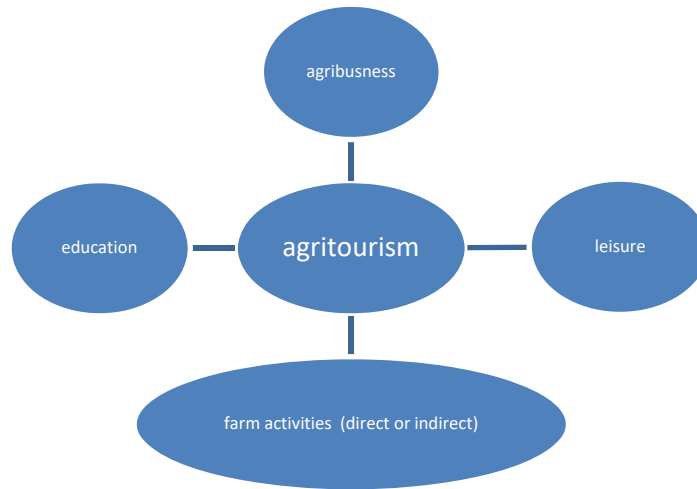 agribusness
education
agritourism
leisure
farm activities (direct or indirect)